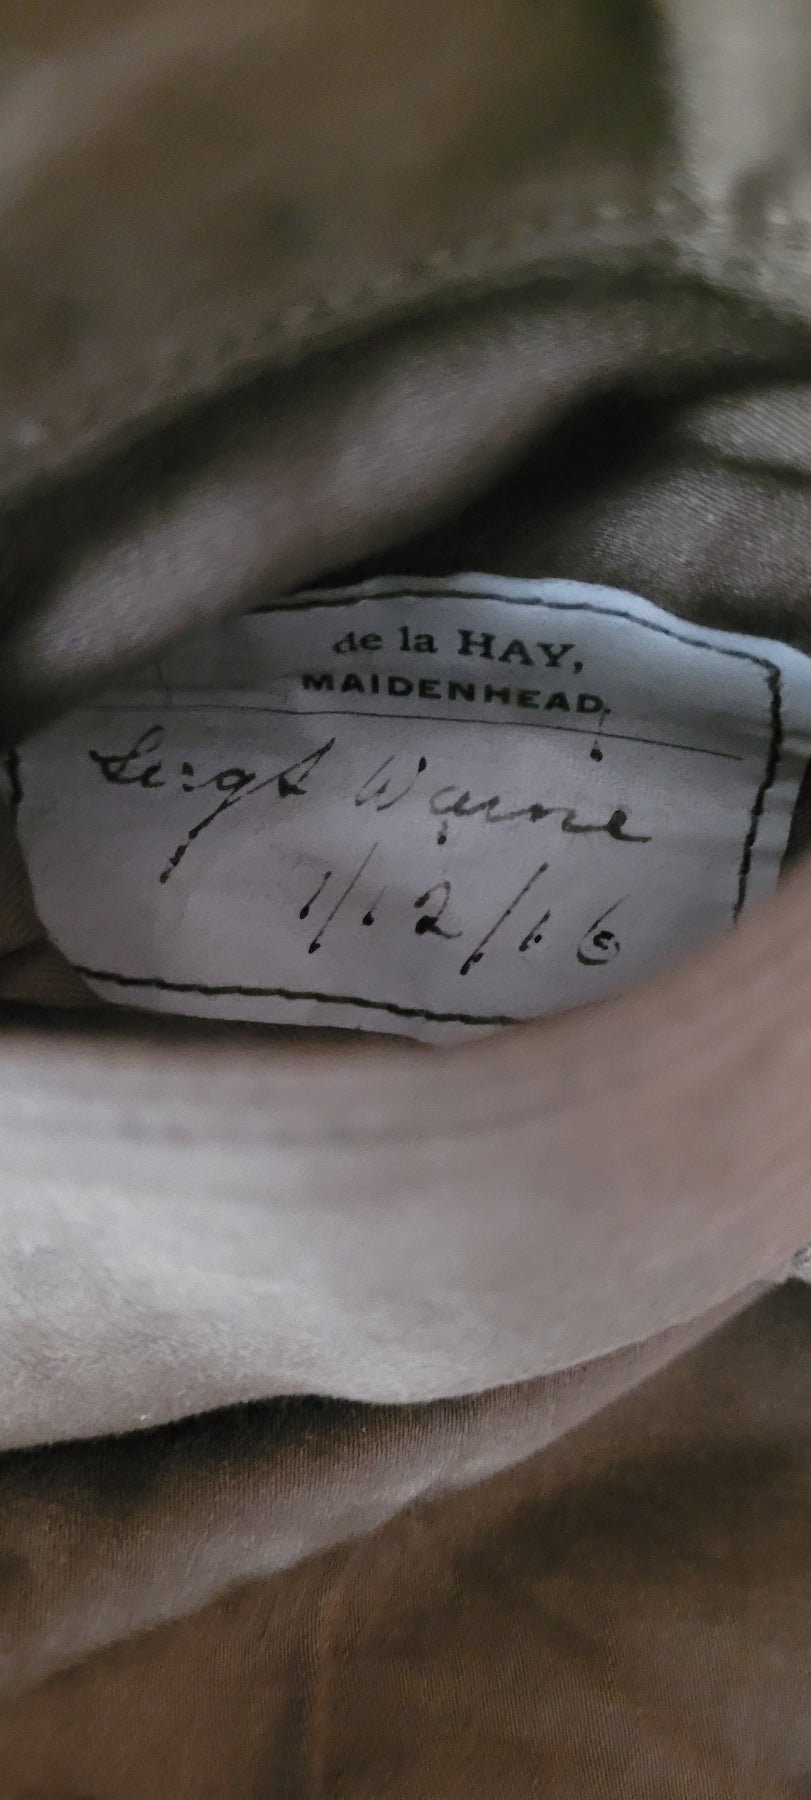 de la HAY,
MAIDENHEAD.
Sergt Warne
1/12/16